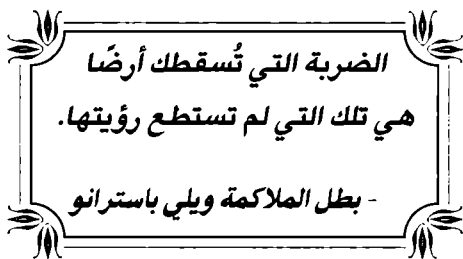 الضربة التي تُسقطك أرضًا
هي تلك التي لم تستطع رؤيتها.
- بطل الملاكمة ويلي باسترانو